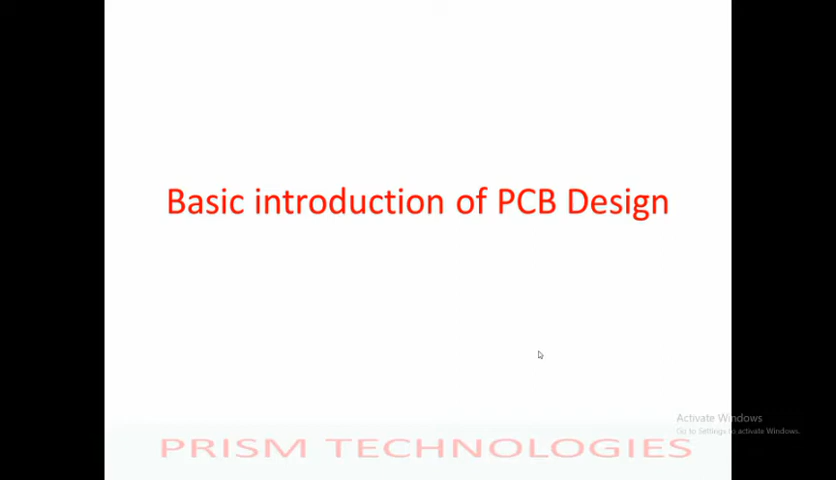 Basic introduction of PCB Design
Activate Windows
Go to Settings to activate Windows.
PRISM TECHNOLOGIES